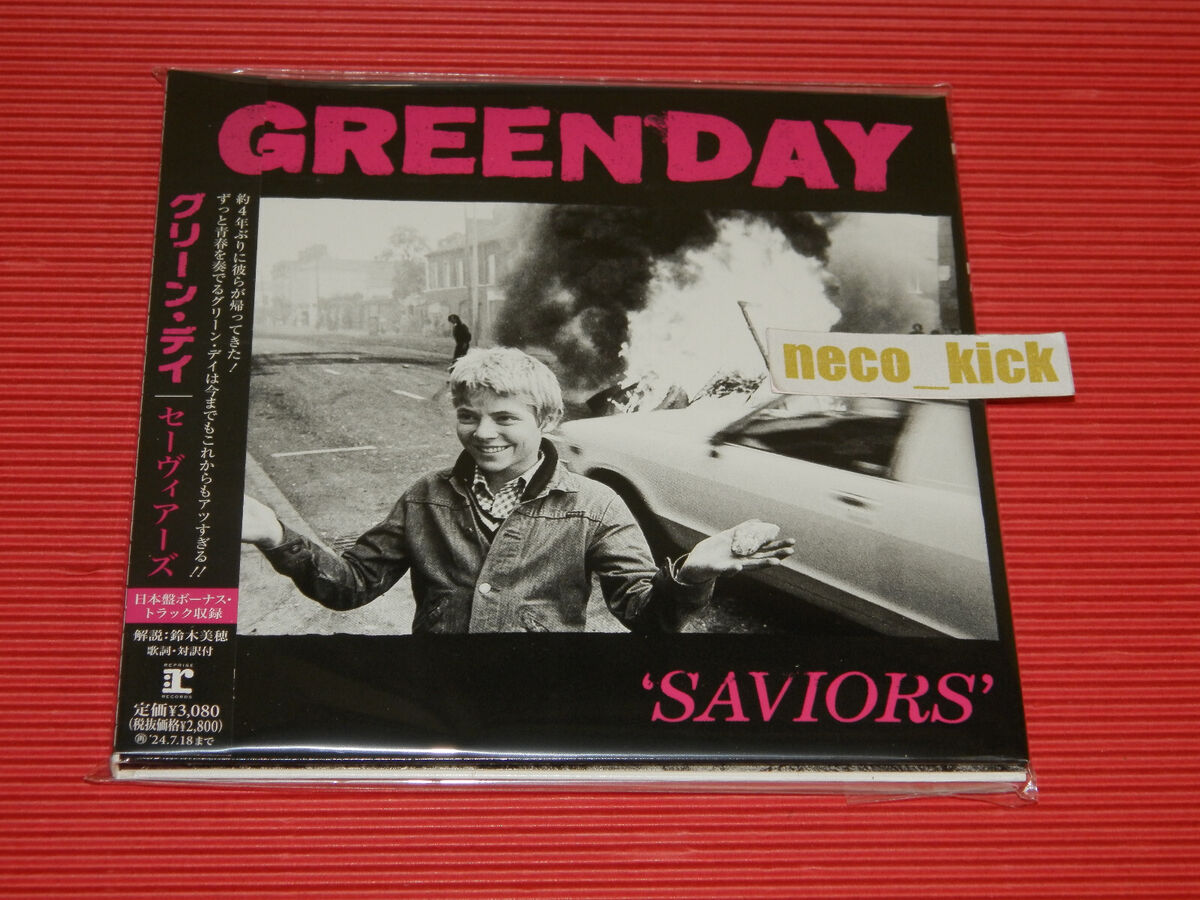 GREEN DAY
約4年ぶりに彼らが帰ってきた！
ずっと青春を奏でるグリーン・デイは今までもこれからもアツすぎる!!
グリーン・デイ｜セーヴィアーズ
日本盤ボーナス・
トラック収録
解説：鈴木美穂
歌詞・対訳付
REPRISE
r
RECORDS
定価¥3,080
(税抜価格¥2,800)
再 '24.7.18まで
neco_kick
'SAVIORS'